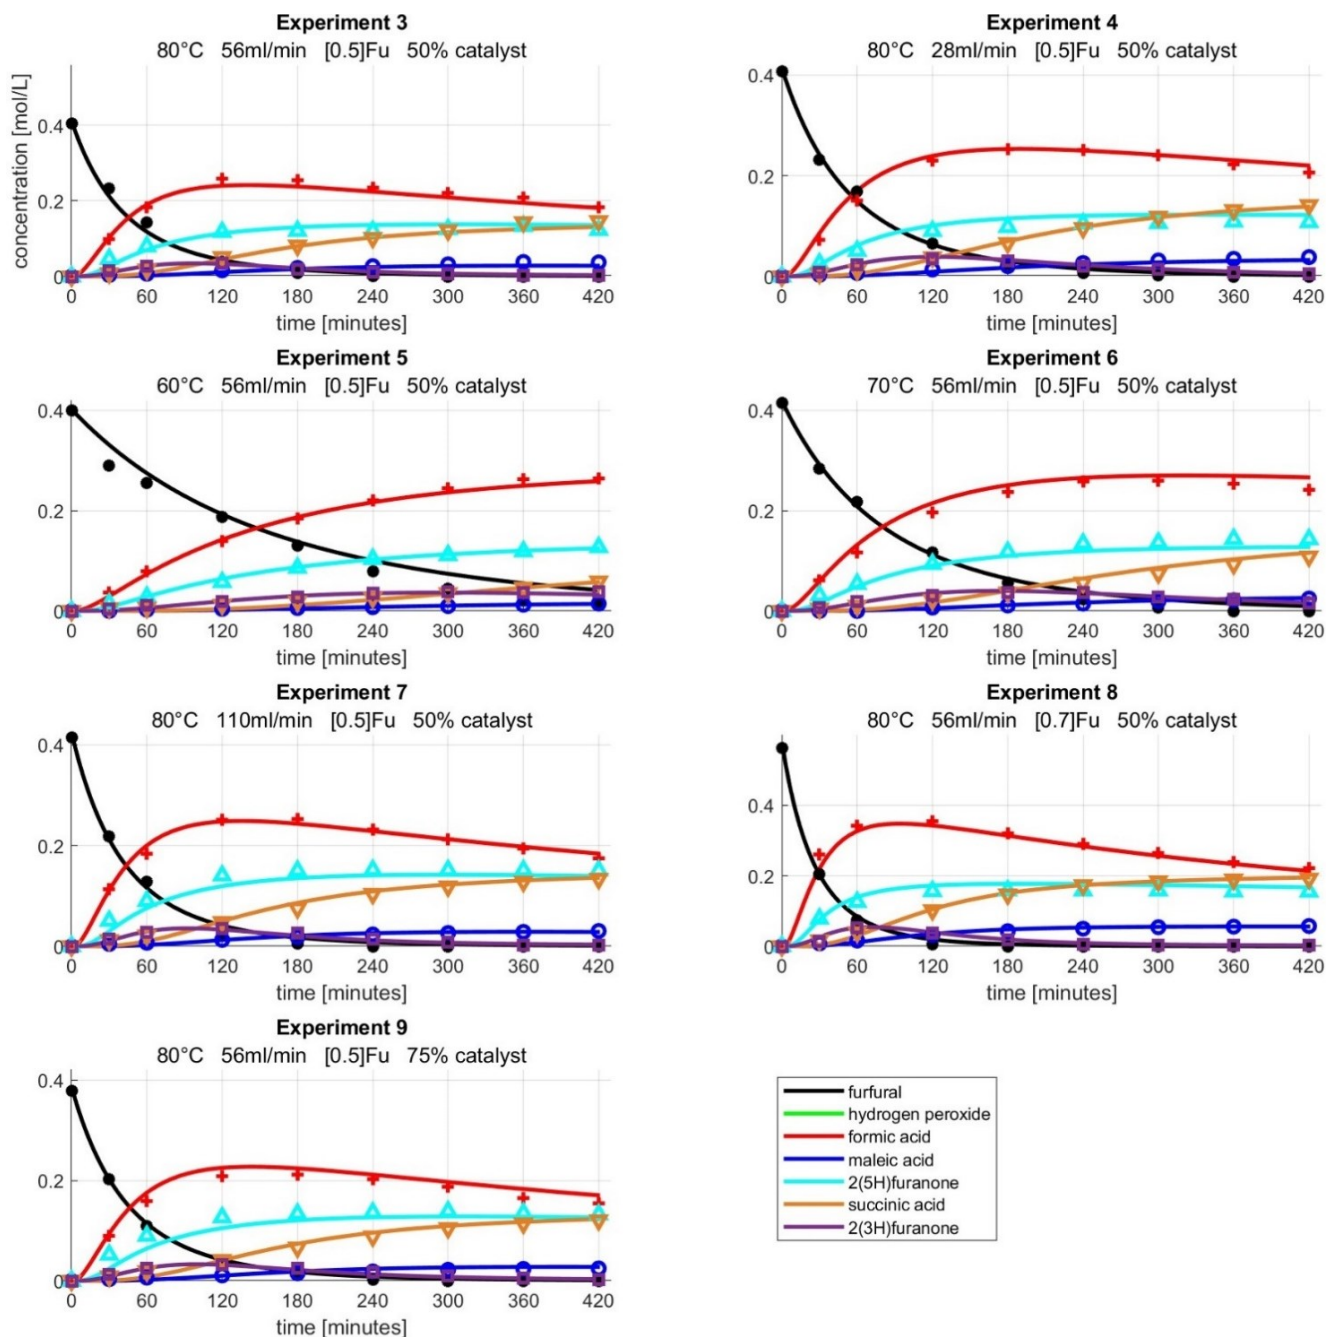 Experiment 3
80°C 56ml/min [0.5]Fu 50% catalyst
concentration [mol/L]
0.4
0.2
0
0 60 120 180 240 300 360 420
time [minutes]
Experiment 4
80°C 28ml/min [0.5]Fu 50% catalyst
0.4
0.2
0
0 60 120 180 240 300 360 420
time [minutes]
Experiment 5
60°C 56ml/min [0.5]Fu 50% catalyst
0.4
0.2
0
0 60 120 180 240 300 360 420
time [minutes]
Experiment 6
70°C 56ml/min [0.5]Fu 50% catalyst
0.4
0.2
0
0 60 120 180 240 300 360 420
time [minutes]
Experiment 7
80°C 110ml/min [0.5]Fu 50% catalyst
0.4
0.2
0
0 60 120 180 240 300 360 420
time [minutes]
Experiment 8
80°C 56ml/min [0.7]Fu 50% catalyst
0.4
0.2
0
0 60 120 180 240 300 360 420
time [minutes]
Experiment 9
80°C 56ml/min [0.5]Fu 75% catalyst
0.4
0.2
0
0 60 120 180 240 300 360 420
time [minutes]
furfural
hydrogen peroxide
formic acid
maleic acid
2(5H)furanone
succinic acid
2(3H)furanone